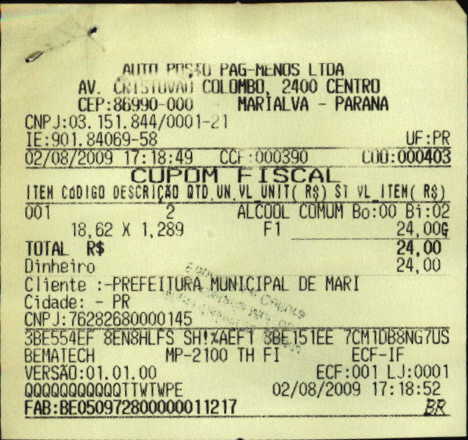 AUTO POSTO PAG-MENOS LTDA
AV. CRISTOVAO COLOMBO, 2400 CENTRO
CEP:86990-000 MARIALVA - PARANA
CNPJ:03.151.844/0001-21
IE:901.84069-58 UF:PR
02/08/2009 17:18:49 CCF:000390 COO:000403
CUPOM FISCAL
ITEM CODIGO DESCRIÇÃO QTD.UN.VL_UNIT( R$) ST VL_ITEM( R$)
001 2 ALCOOL COMUM Bo:00 Bi:02
18,62 X 1,289 F1 24,00G
TOTAL R$ 24,00
Dinheiro 24,00
Cliente :-PREFEITURA MUNICIPAL DE MARI
Cidade: - PR
CNPJ:76282680000145
3BE554EF 8EN8HLFS SH!%AEF1 3BE151EE 7CM1DB8NG7US
BEMATECH MP-2100 TH FI ECF-IF
VERSÃO:01.01.00 ECF:001 LJ:0001
QQQQQQQQQQQTTWTWPE 02/08/2009 17:18:52
FAB:BE050972800000011217 BR